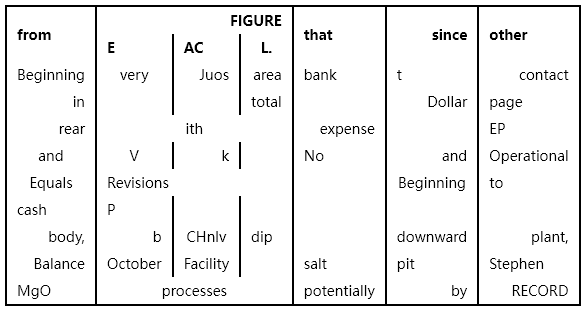 FIGURE
from E AC L. that since other
Beginning very Juos area bank t contact
in total Dollar page
rear ith expense EP
and V k No and Operational
Equals Revisions Beginning to
cash P
body, b CHnlv dip downward plant,
Balance October Facility salt pit Stephen
MgO processes potentially by RECORD